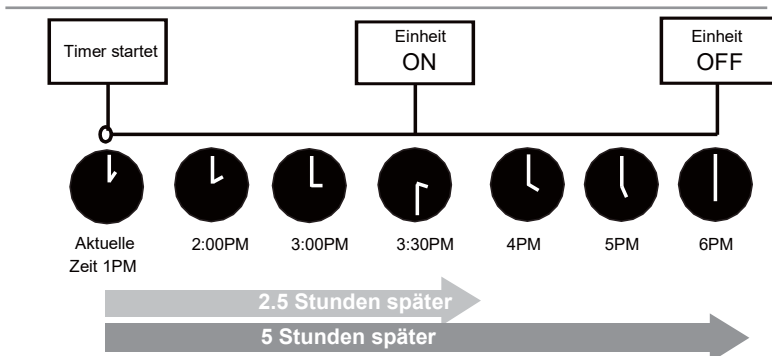 Timer startet
Einheit
ON
Einheit
OFF
Aktuelle
Zeit 1PM
2:00PM
3:00PM
3:30PM
4PM
5PM
6PM
2.5 Stunden später
5 Stunden später